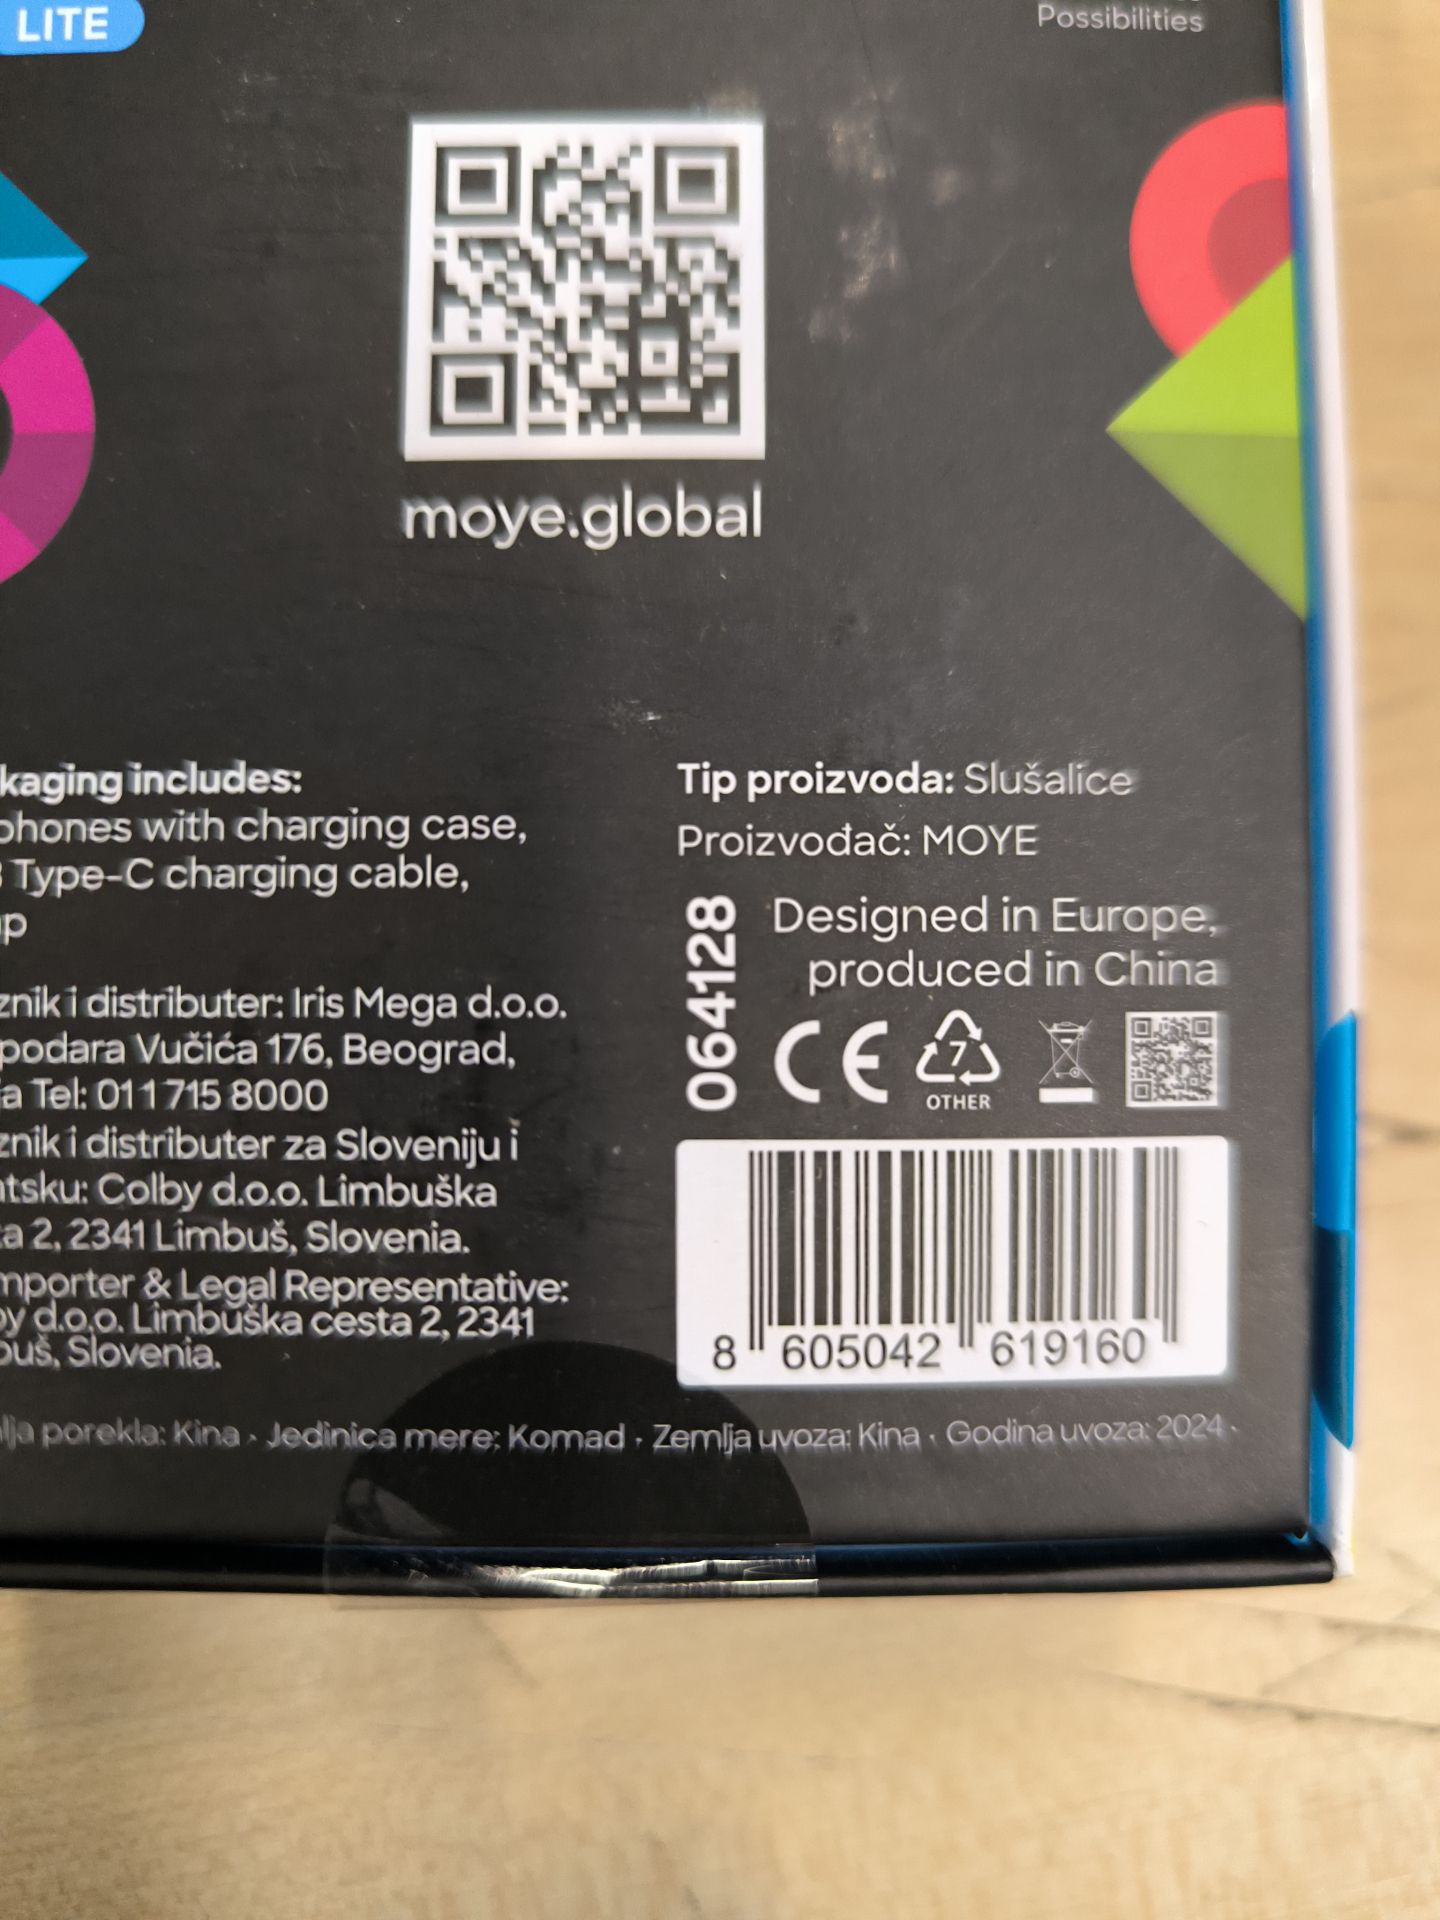 LITE
Possibilities
moye.global
kaging includes:
phones with charging case,
Type-C charging cable,
Tip proizvoda: Slušalice
Proizvođač: MOYE
064128
Designed in Europe,
produced in China
CE
7
OTHER
znik i distributer: Iris Mega d.o.o.
podara Vučića 176, Beograd,
a Tel: 011 715 8000
znik i distributer za Sloveniju i
atsku: Colby d.o.o. Limbuška
a 2, 2341 Limbuš, Slovenia.
mporter & Legal Representative:
by d.o.o. Limbuška cesta 2, 2341
buš, Slovenia.
8 605042 619160
lja porekla: Kina · Jedinica mere: Komad · Zemlja uvoza: Kina · Godina uvoza: 2024 ·